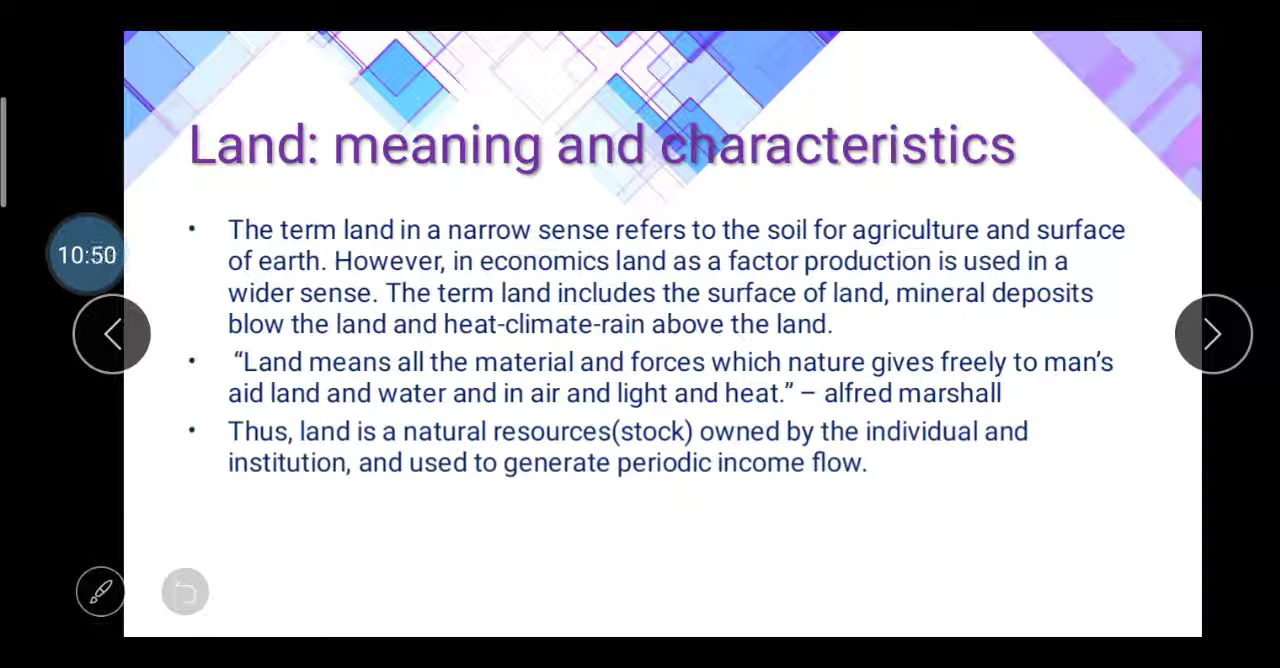 Land: meaning and characteristics
• The term land in a narrow sense refers to the soil for agriculture and surface
of earth. However, in economics land as a factor production is used in a
wider sense. The term land includes the surface of land, mineral deposits
blow the land and heat-climate-rain above the land.
10:50
• “Land means all the material and forces which nature gives freely to man’s
aid land and water and in air and light and heat.” – alfred marshall
• Thus, land is a natural resources(stock) owned by the individual and
institution, and used to generate periodic income flow.